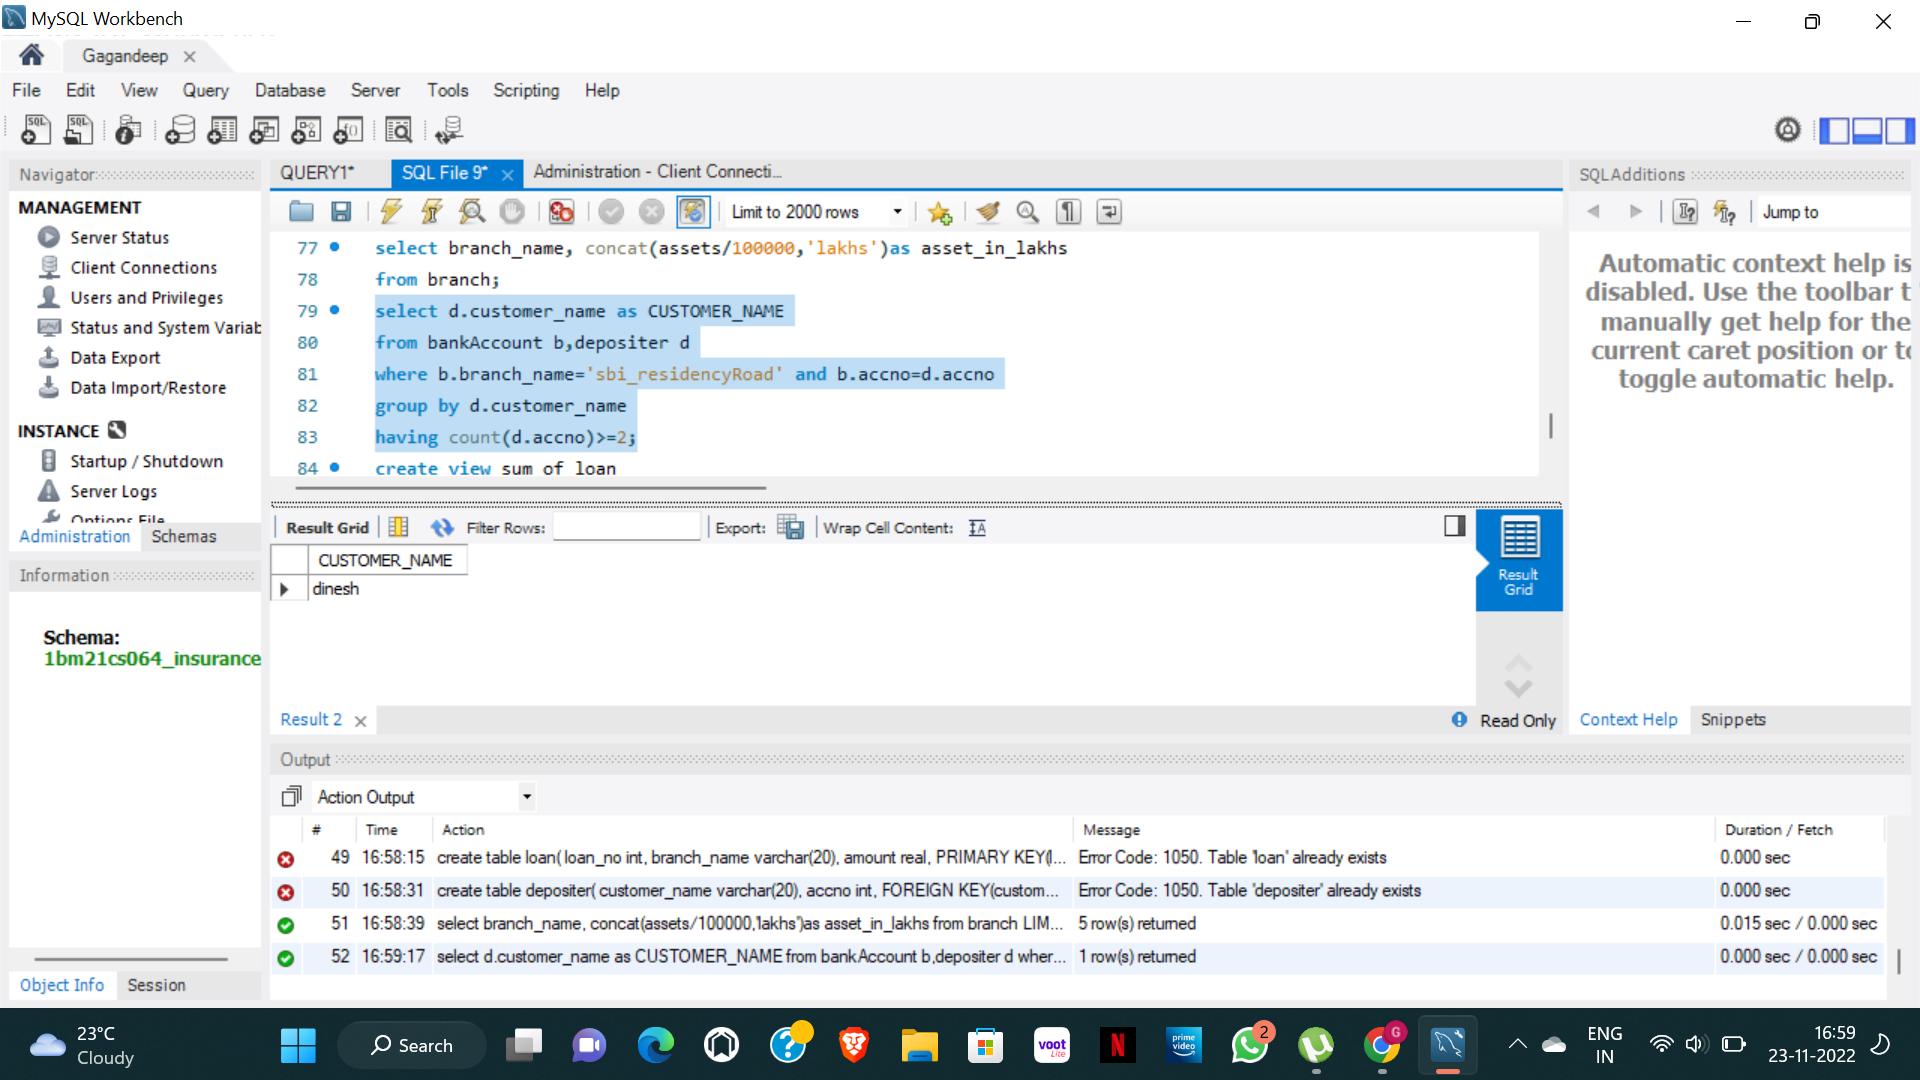 MySQL Workbench
Gagandeep
File Edit View Query Database Server Tools Scripting Help
Navigator
MANAGEMENT
Server Status
Client Connections
Users and Privileges
Status and System Variab
Data Export
Data Import/Restore
INSTANCE
Startup / Shutdown
Server Logs
Options File
Administration Schemas
Information
Schema:
1bm21cs064_insurance
Object Info Session
QUERY1* SQL File 9* Administration - Client Connecti...
Limit to 2000 rows
77 select branch_name, concat(assets/100000,'lakhs')as asset_in_lakhs
78 from branch;
79 select d.customer_name as CUSTOMER_NAME
80 from bankAccount b,depositer d
81 where b.branch_name='sbi_residencyRoad' and b.accno=d.accno
82 group by d.customer_name
83 having count(d.accno)>=2;
84 create view sum of loan
Result Grid Filter Rows: Export: Wrap Cell Content:
CUSTOMER_NAME
dinesh
Result Grid
Result 2 Read Only
SQLAdditions
Jump to
Automatic context help is
disabled. Use the toolbar t
manually get help for the
current caret position or to
toggle automatic help.
Context Help Snippets
Output
Action Output
# Time Action Message Duration / Fetch
49 16:58:15 create table loan( loan_no int, branch_name varchar(20), amount real, PRIMARY KEY(l... Error Code: 1050. Table 'loan' already exists 0.000 sec
50 16:58:31 create table depositer( customer_name varchar(20), accno int, FOREIGN KEY(custom... Error Code: 1050. Table 'depositer' already exists 0.000 sec
51 16:58:39 select branch_name, concat(assets/100000,'lakhs')as asset_in_lakhs from branch LIM... 5 row(s) returned 0.015 sec / 0.000 sec
52 16:59:17 select d.customer_name as CUSTOMER_NAME from bankAccount b,depositer d wher... 1 row(s) returned 0.000 sec / 0.000 sec
23°C
Cloudy
Search
voot
Lite
prime
video
2
G
ENG
IN
16:59
23-11-2022